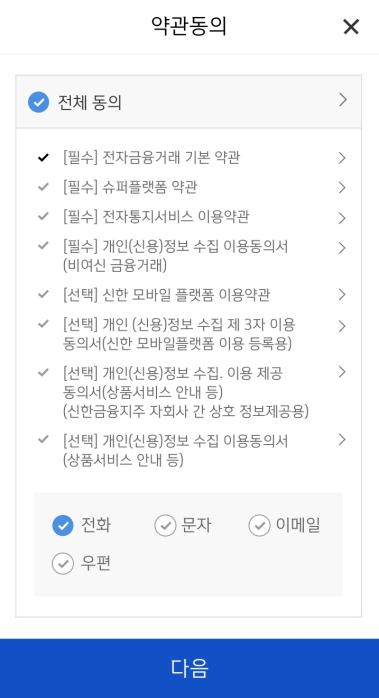 약관동의
전체 동의
[필수] 전자금융거래 기본 약관
[필수] 슈퍼플랫폼 약관
[필수] 전자통지서비스 이용약관
[필수] 개인(신용)정보 수집 이용동의서
(비여신 금융거래)
[선택] 신한 모바일 플랫폼 이용약관
[선택] 개인 (신용)정보 수집 제 3자 이용
동의서(신한 모바일플랫폼 이용 등록용)
[선택] 개인(신용)정보 수집. 이용 제공
동의서(상품서비스 안내 등)
(신한금융지주 자회사 간 상호 정보제공용)
[선택] 개인(신용)정보 수집 이용동의서
(상품서비스 안내 등)
전화 문자 이메일
우편
다음